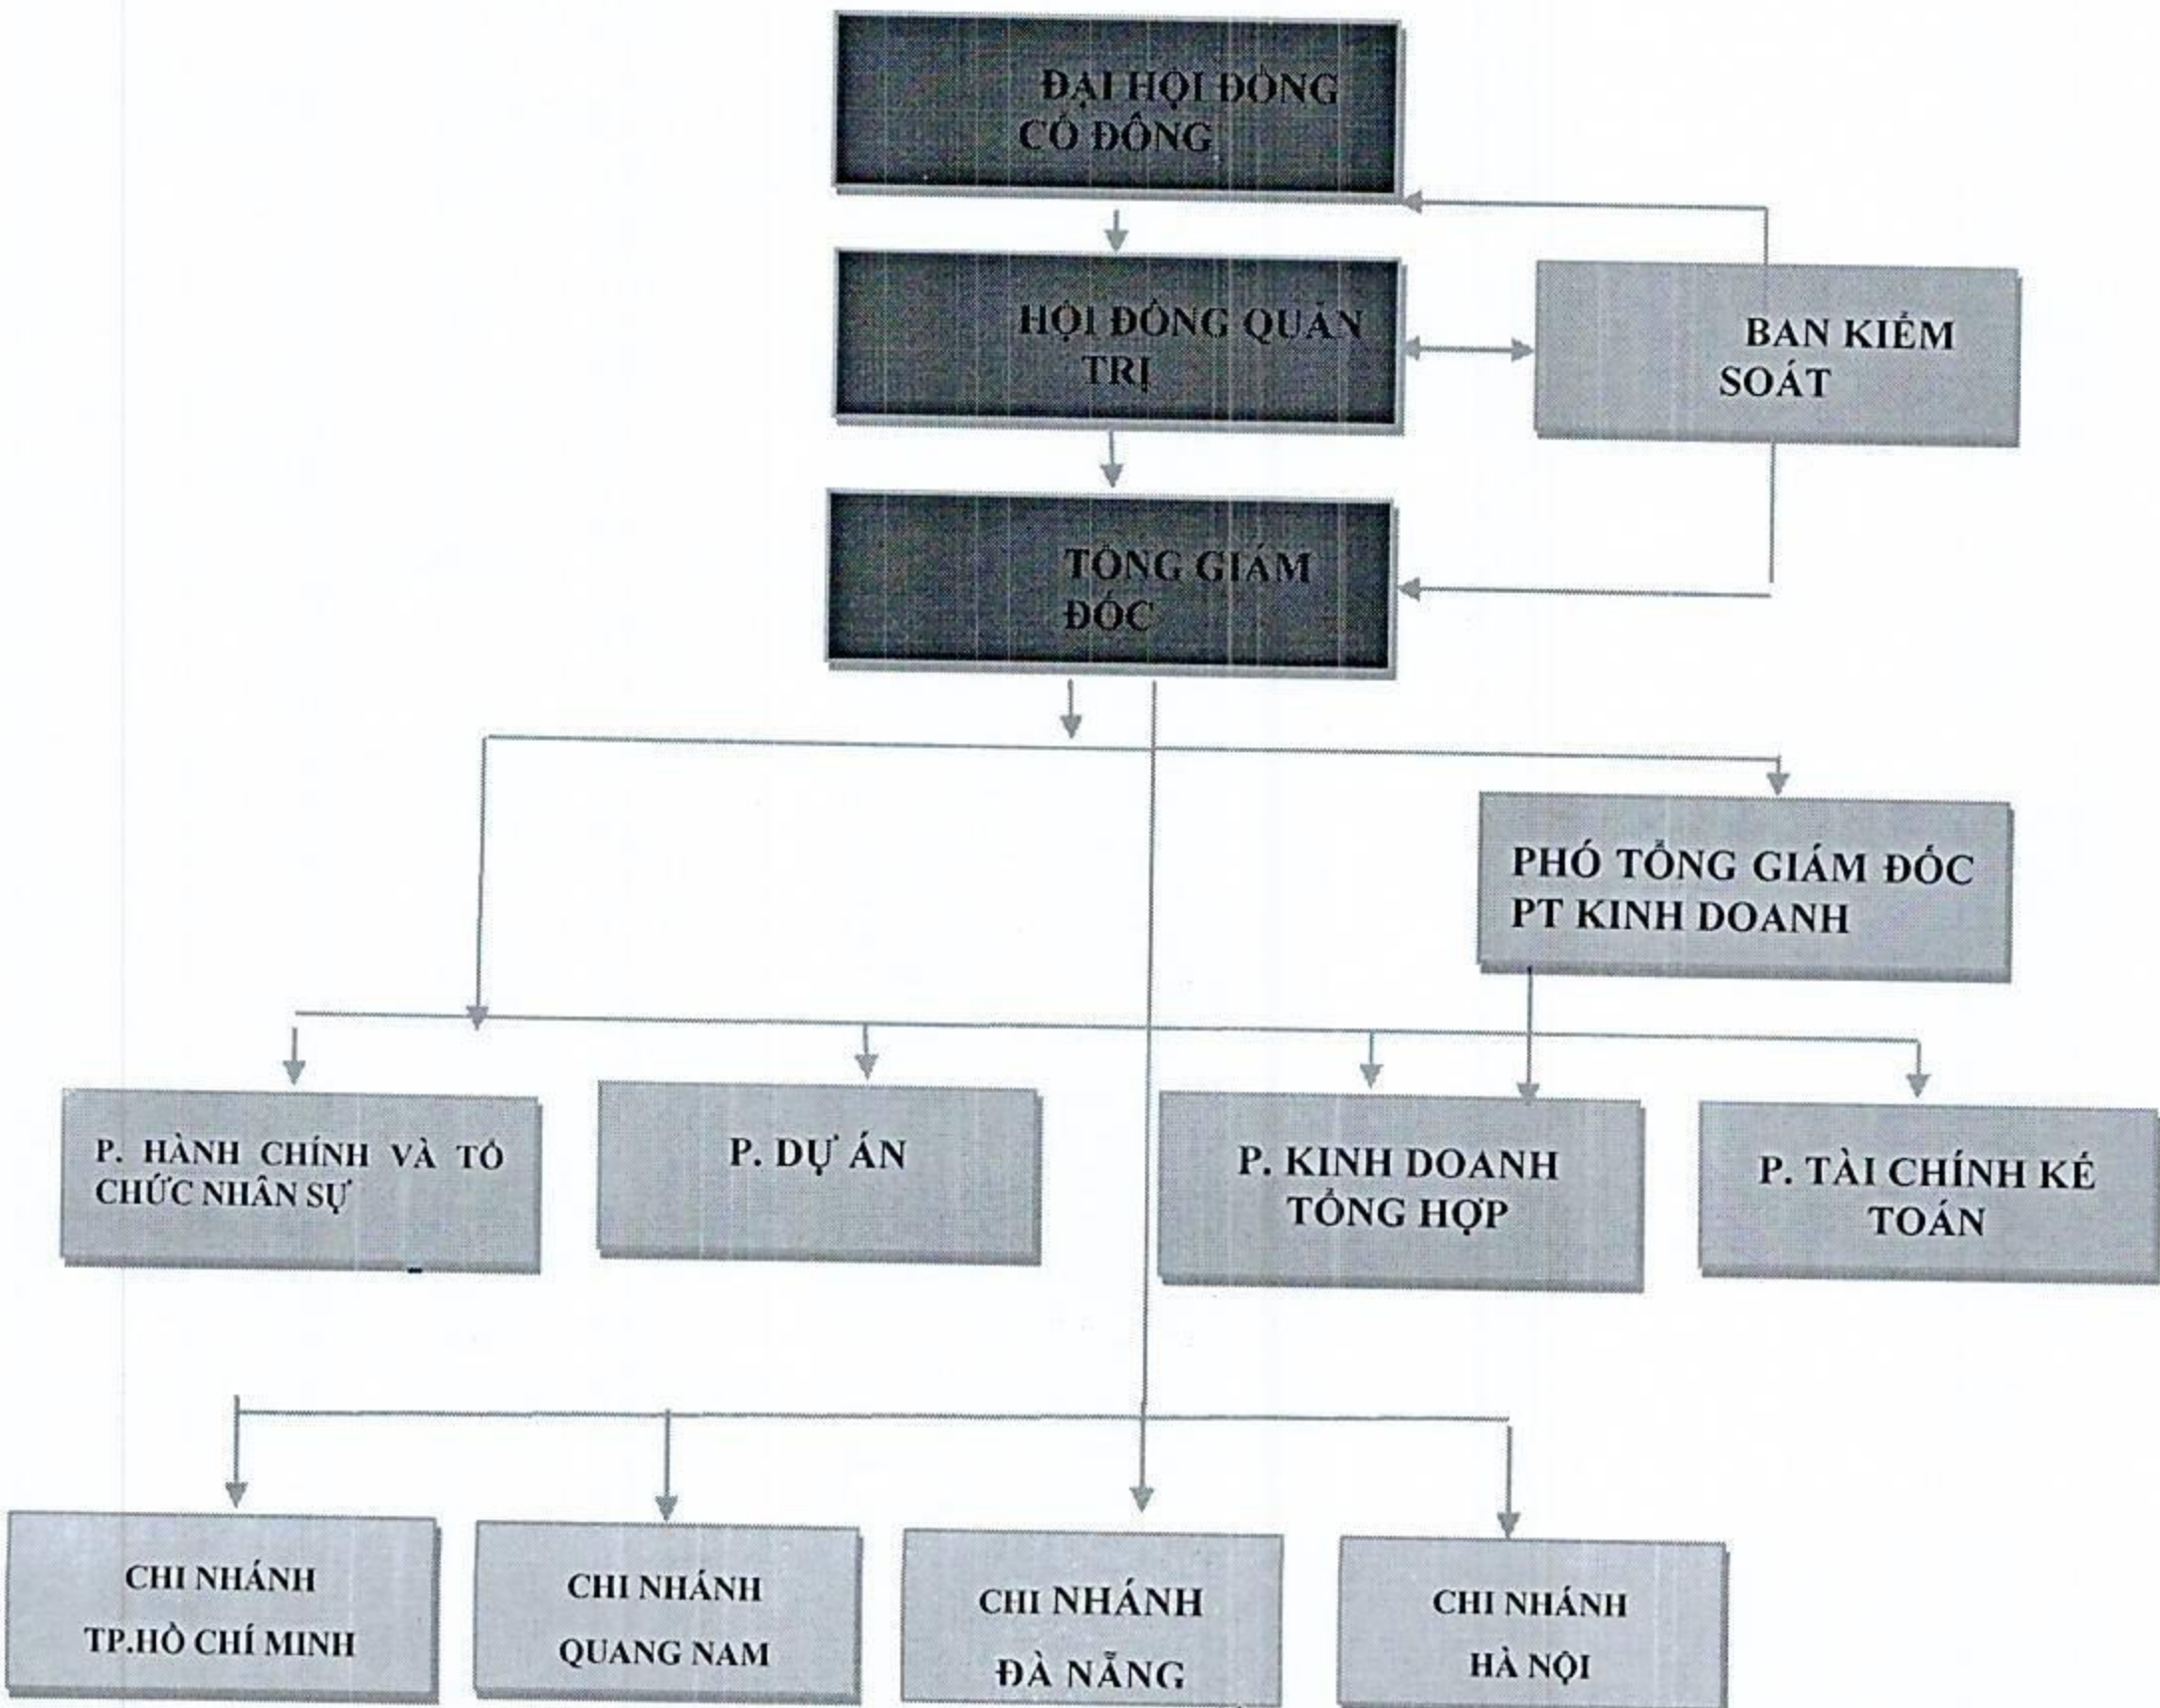 ĐẠI HỘI ĐỒNG
CỔ ĐÔNG
HỘI ĐỒNG QUẢN
TRỊ
BAN KIỂM
SOÁT
TỔNG GIÁM
ĐỐC
PHÓ TỔNG GIÁM ĐỐC
PT KINH DOANH
P. HÀNH CHÍNH VÀ TỔ
CHỨC NHÂN SỰ
P. DỰ ÁN
P. KINH DOANH
TỔNG HỢP
P. TÀI CHÍNH KẾ
TOÁN
CHI NHÁNH
TP.HỒ CHÍ MINH
CHI NHÁNH
QUANG NAM
CHI NHÁNH
ĐÀ NẴNG
CHI NHÁNH
HÀ NỘI